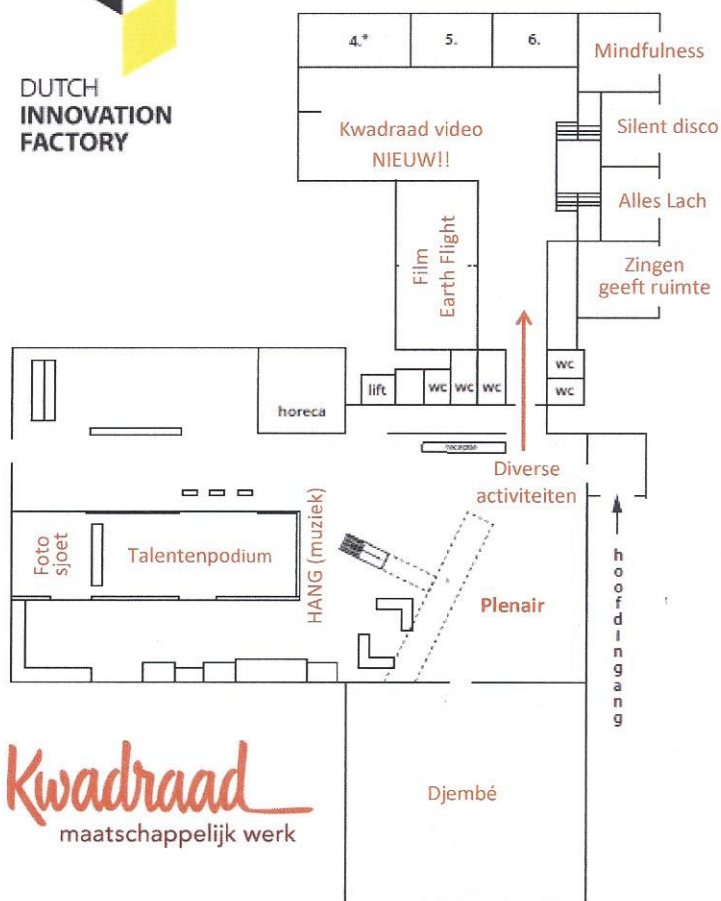 DUTCH
INNOVATION
FACTORY
4.*
5.
6.
Mindfulness
Kwadraad video
NIEUW!!
Silent disco
Alles Lach
Film
Earth Flight
Zingen
geeft ruimte
lift
wc
wc
wc
wc
wc
horeca
receptie
Diverse
activiteiten
Foto
sjoet
Talentenpodium
HANG (muziek)
Plenair
hoofdingang
Kwadraad
maatschappelijk werk
Djembé